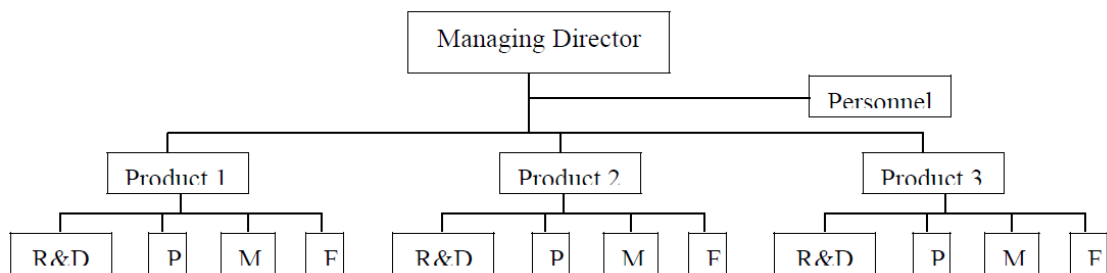 Managing Director
Personnel
Product 1
Product 2
Product 3
R&D P M F R&D P M F R&D P M F